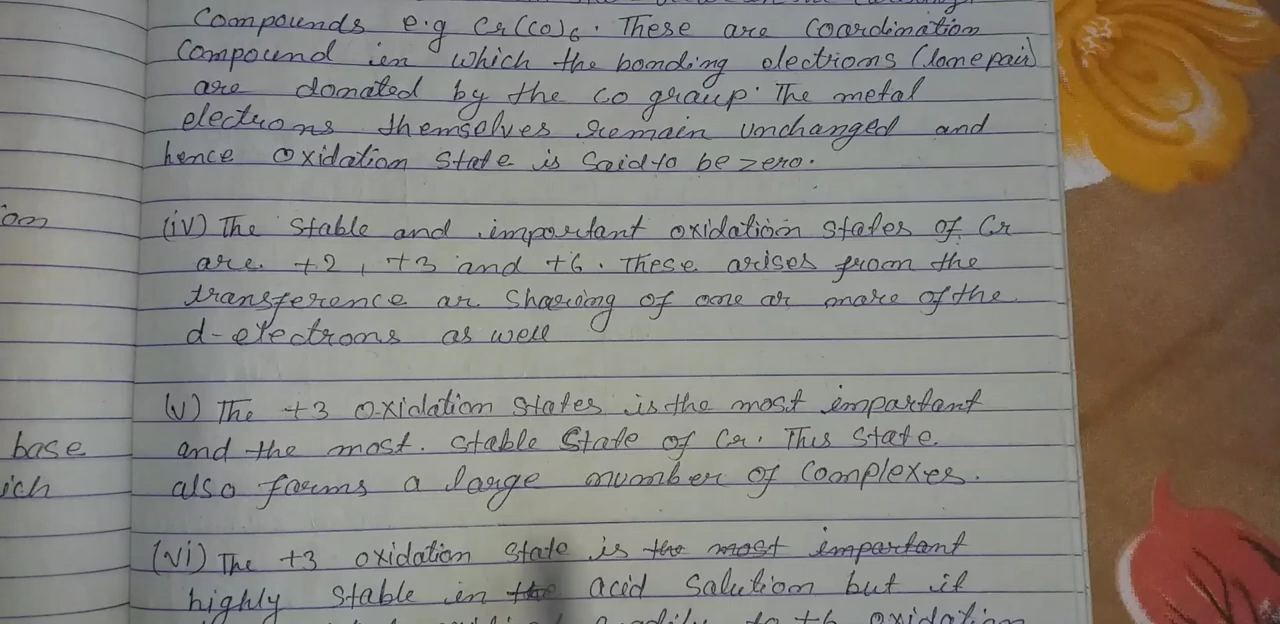 compounds e.g Cr(CO)6. These are coordination
compound in which the bonding electrons (lone pair)
are donated by the co group. The metal
electrons themselves remain unchanged and
hence oxidation state is said to be zero.
ion
(iv) The stable and important oxidation states of Cr
are. +2, +3 and +6. These arises from the
transference or sharing of one or more of the
d-electrons as well
(v) The +3 oxidation states is the most important
base
and the most. stable state of Cr. This state.
ich
also forms a large number of complexes.
(vi) The +3 oxidation state is the most important
highly stable in the acid solution but it
readily to +6 oxidation